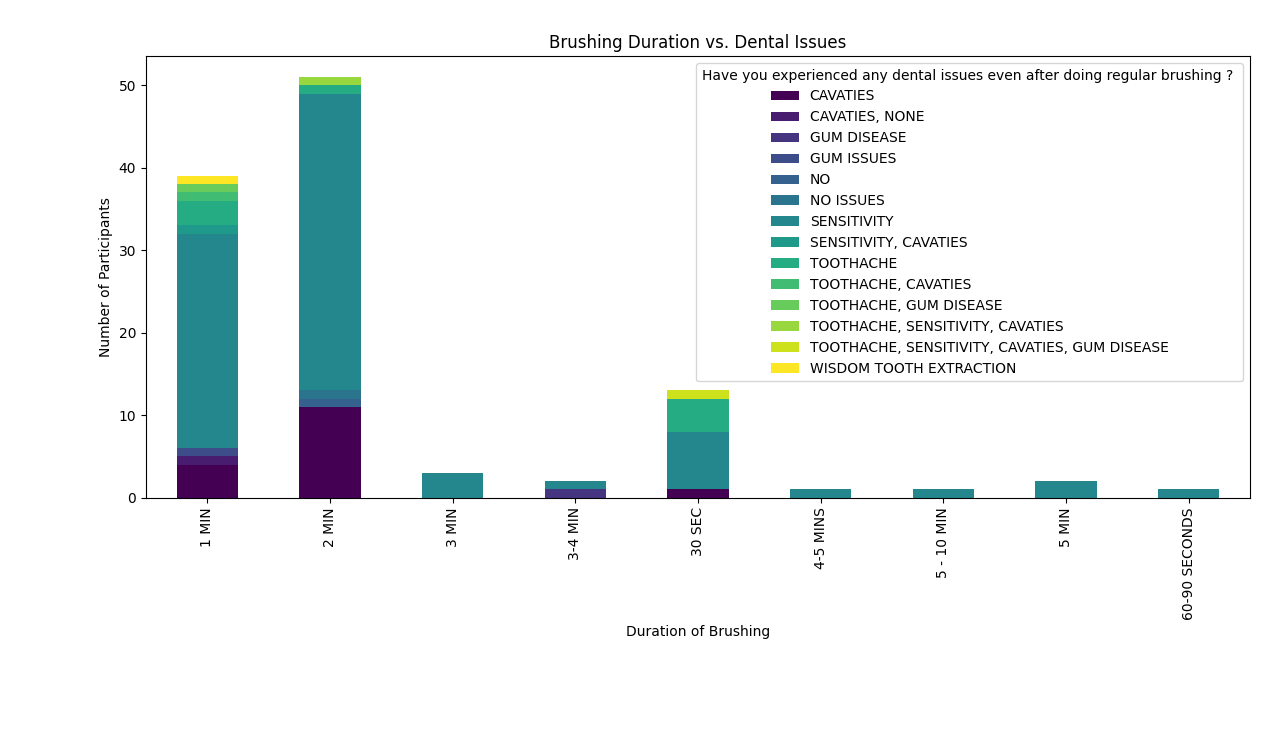 Brushing Duration vs. Dental Issues
Have you experienced any dental issues even after doing regular brushing ?
CAVATIES
CAVATIES, NONE
GUM DISEASE
GUM ISSUES
NO
NO ISSUES
SENSITIVITY
SENSITIVITY, CAVATIES
TOOTHACHE
TOOTHACHE, CAVATIES
TOOTHACHE, GUM DISEASE
TOOTHACHE, SENSITIVITY, CAVATIES
TOOTHACHE, SENSITIVITY, CAVATIES, GUM DISEASE
WISDOM TOOTH EXTRACTION
Number of Participants
50
40
30
20
10
0
1 MIN
2 MIN
3 MIN
3-4 MIN
30 SEC
4-5 MINS
5 - 10 MIN
5 MIN
60-90 SECONDS
Duration of Brushing